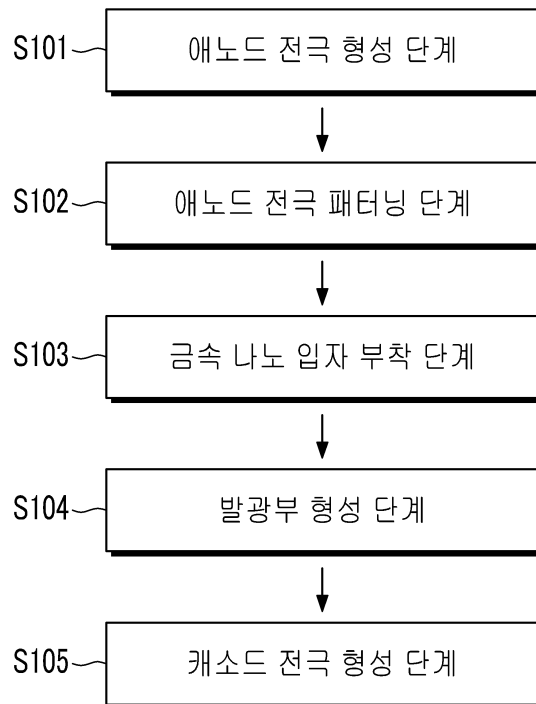 S101 애노드 전극 형성 단계
S102 애노드 전극 패터닝 단계
S103 금속 나노 입자 부착 단계
S104 발광부 형성 단계
S105 캐소드 전극 형성 단계